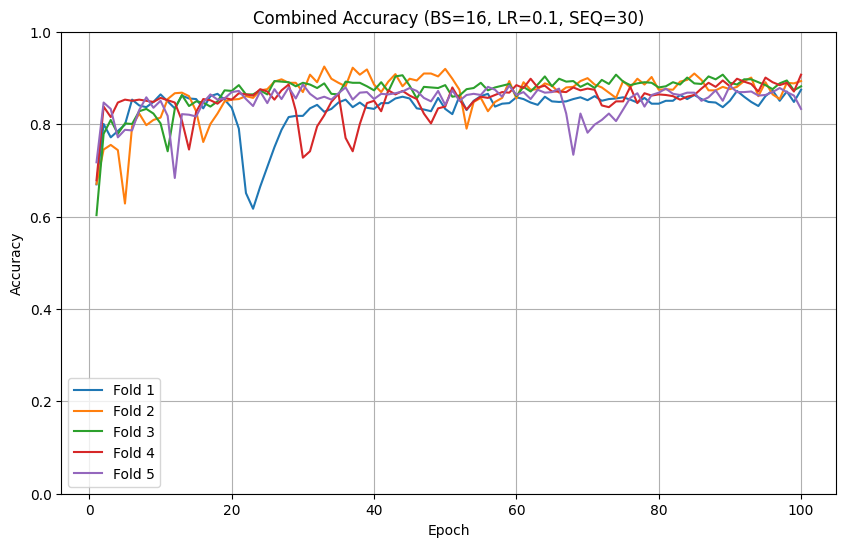 Combined Accuracy (BS=16, LR=0.1, SEQ=30)
1.0
0.8
0.6
0.4
0.2
0.0
Accuracy
Fold 1
Fold 2
Fold 3
Fold 4
Fold 5
0 20 40 60 80 100
Epoch